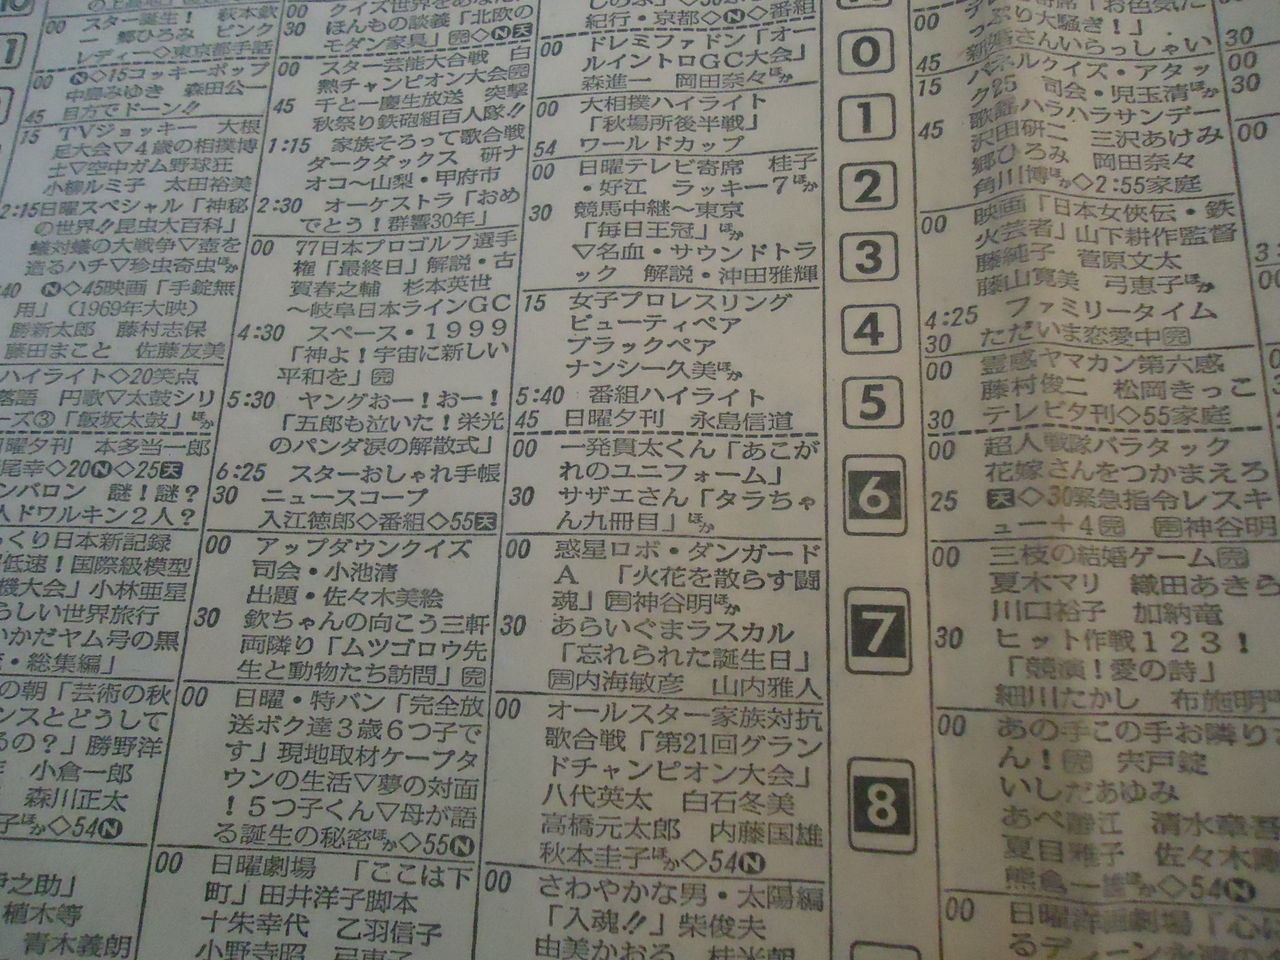 00 スター誕生! 秋本欽
一 郷ひろみ ピンク
レディー◇東京都手話
00 Ⓝ◇15コッキーポップ
中島みゆき 森田公一
45 目方でドーン!!
15 TVジョッキー 大根
足大会▽4歳の相撲博
士▽空中ガム野球狂
小柳ルミ子 太田裕美
2:15日曜スペシャル「神秘
の世界!!昆虫大百科」
蟻対蟻の大戦争▽壺を
造るハチ▽珍虫奇虫ほか
40 Ⓝ◇45映画「手錠無
用」(1969年大映)
勝新太郎 藤村志保
藤田まこと 佐藤友美
ハイライト◇20笑点
落語 円歌▽太鼓シリ
ーズ③「飯坂太鼓」ほか
日曜夕刊 本多当一郎
尾幸◇20Ⓝ◇25天
ンバロン 謎!謎?
人ドワルキン2人?
っくり日本新記録
低速!国際級模型
機大会」小林亜星
らしい世界旅行
いかだヤム号の黒
・総集編」
の朝「芸術の秋
ンスとどうして
るの?」勝野洋
小倉一郎
森川正太
子ほか◇54Ⓝ
之助」
植木等
青木義朗
クイズ世界をあな
30 ほんもの談義「北欧の
モダン家具」再◇Ⓝ天
00 スター芸能大合戦 白
熱チャンピオン大会再
45 千と一慶生放送 突撃
秋祭り鉄砲組百人隊!!
1:15 家族そろって歌合戦
ダークダックス 研ナ
オコ〜山梨・甲府市
2:30 オーケストラ「おめ
でとう!群響30年」
00 77日本プロゴルフ選手
権「最終日」解説・古
賀春之輔 杉本英世
〜岐阜日本ラインGC
4:30 スペース・1999
「神よ!宇宙に新しい
平和を」再
5:30 ヤングおー!おー!
「五郎も泣いた!栄光
のパンダ涙の解散式」
6:25 スターおしゃれ手帳
30 ニュースコープ
入江徳郎◇番組◇55天
00 アップダウンクイズ
司会・小池清
出題・佐々木美絵
30 欽ちゃんの向こう三軒
両隣り「ムツゴロウ先
生と動物たち訪問」再
00 日曜・特バン「完全放
送ボク達3歳6つ子で
す」現地取材ケープタ
ウンの生活▽夢の対面
!5つ子くん▽母が語
る誕生の秘密ほか◇55Ⓝ
00 日曜劇場 「ここは下
町」田井洋子脚本
十朱幸代 乙羽信子
小野寺昭 弓恵子
紀行・京都◇Ⓝ◇番組
00 ドレミファドン「オー
ルイントロGC大会」
森進一 岡田奈々ほか
00 大相撲ハイライト
「秋場所後半戦」
54 ワールドカップ
00 日曜テレビ寄席 桂子
・好江 ラッキー7ほか
30 競馬中継〜東京
「毎日王冠」ほか
▽名血・サウンドトラ
ック 解説・沖田雅輝
15 女子プロレスリング
ビューティペア
ブラックペア
ナンシー久美ほか
5:40 番組ハイライト
45 日曜夕刊 永島信道
00 一発貫太くん「あこが
れのユニフォーム」
30 サザエさん「タラちゃ
ん九冊目」ほか
00 惑星ロボ・ダンガード
A 「火花を散らす闘
魂」声神谷明ほか
30 あらいぐまラスカル
「忘れられた誕生日」
声内海敏彦 山内雅人
00 オールスター家族対抗
歌合戦「第21回グラン
ドチャンピオン大会」
八代英太 白石冬美
高橋元太郎 内藤国雄
秋本圭子ほか◇54Ⓝ
00 さわやかな男・太陽編
「入魂!!」柴俊夫
由美かおる 桂光朝
0
1
2
3
4
5
6
7
8
寄席「お色気た
っぷり大騒ぎ!」
45 新婚さんいらっしゃい
15 パネルクイズ・アタッ
ク25 司会・児玉清ほか
45 歌謡ハラハラサンデー
沢田研二 三沢あけみ
郷ひろみ 岡田奈々
角川博ほか◇2:55家庭
00 映画「日本女侠伝・鉄
火芸者」山下耕作監督
藤純子 菅原文太
藤山寛美 弓恵子ほか
4:25 ファミリータイム
30 ただいま恋愛中再
00 霊感ヤマカン第六感
藤村俊二 松岡きっこ
30 テレビ夕刊◇55家庭
00 超人戦隊バラタック
花嫁さんをつかまえろ
25 天◇30緊急指令レスキ
ュー+4再 声神谷明
00 三枝の結婚ゲーム再
夏木マリ 織田あきら
川口裕子 加納竜
30 ヒット作戦123!
「競演!愛の詩」
細川たかし 布施明
00 あの手この手お隣りさ
ん!再 宍戸錠
いしだあゆみ
あべ静江 清水章吾
夏目雅子 佐々木剛
熊倉一雄ほか◇54Ⓝ
00 日曜洋画劇場「心に
るディーン永遠の
30
00
30
00